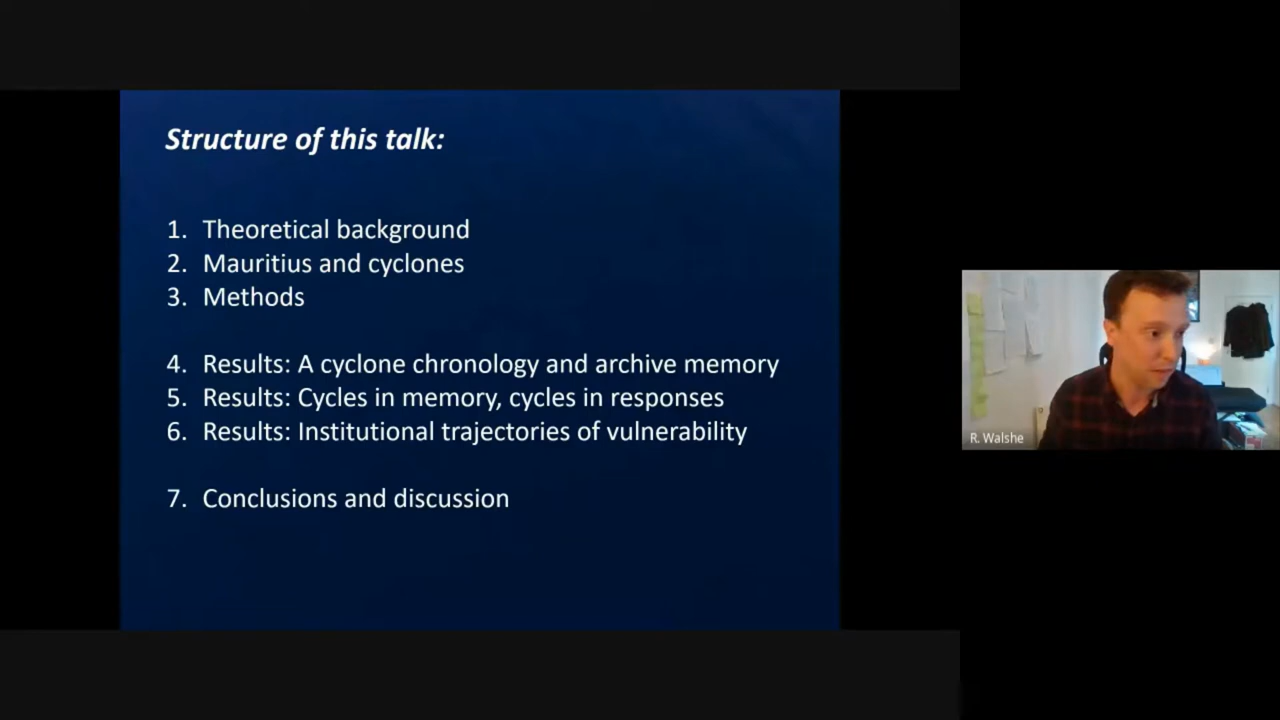 Structure of this talk:
1. Theoretical background
2. Mauritius and cyclones
3. Methods
4. Results: A cyclone chronology and archive memory
5. Results: Cycles in memory, cycles in responses
6. Results: Institutional trajectories of vulnerability
7. Conclusions and discussion
R. Walshe